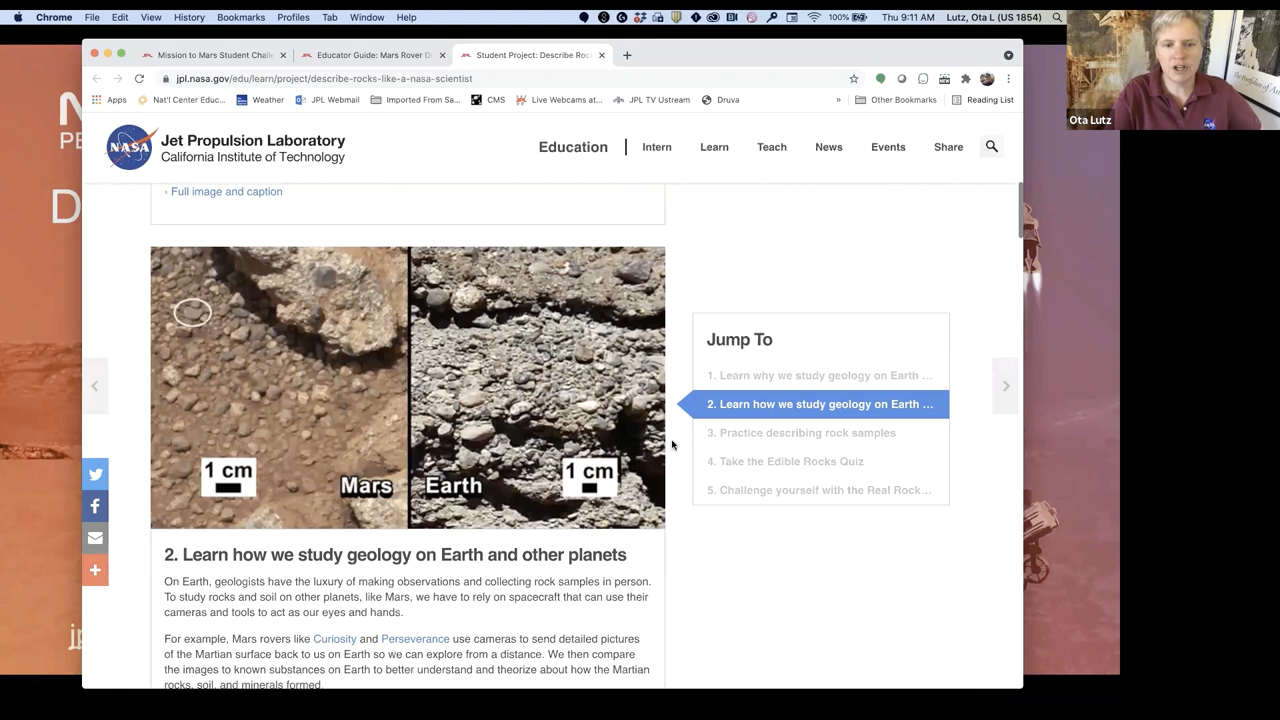 Chrome File Edit View History Bookmarks Profiles Tab Window Help
100% Thu 9:11 AM Lutz, Ota L (US 1854)
Mission to Mars Student Chall
Educator Guide: Mars Rover D
Student Project: Describe Roc
jpl.nasa.gov/edu/learn/project/describe-rocks-like-a-nasa-scientist
Apps Nat'l Center Educ... Weather JPL Webmail Imported From Sa... CMS Live Webcams at... JPL TV Ustream Druva » Other Bookmarks Reading List
Ota Lutz
NASA
Jet Propulsion Laboratory
California Institute of Technology
Education Intern Learn Teach News Events Share
› Full image and caption
1 cm
Mars
Earth
1 cm
Jump To
1. Learn why we study geology on Earth ...
2. Learn how we study geology on Earth ...
3. Practice describing rock samples
4. Take the Edible Rocks Quiz
5. Challenge yourself with the Real Rock...
2. Learn how we study geology on Earth and other planets
On Earth, geologists have the luxury of making observations and collecting rock samples in person.
To study rocks and soil on other planets, like Mars, we have to rely on spacecraft that can use their
cameras and tools to act as our eyes and hands.
For example, Mars rovers like Curiosity and Perseverance use cameras to send detailed pictures
of the Martian surface back to us on Earth so we can explore from a distance. We then compare
the images to known substances on Earth to better understand and theorize about how the Martian
rocks, soil, and minerals formed.